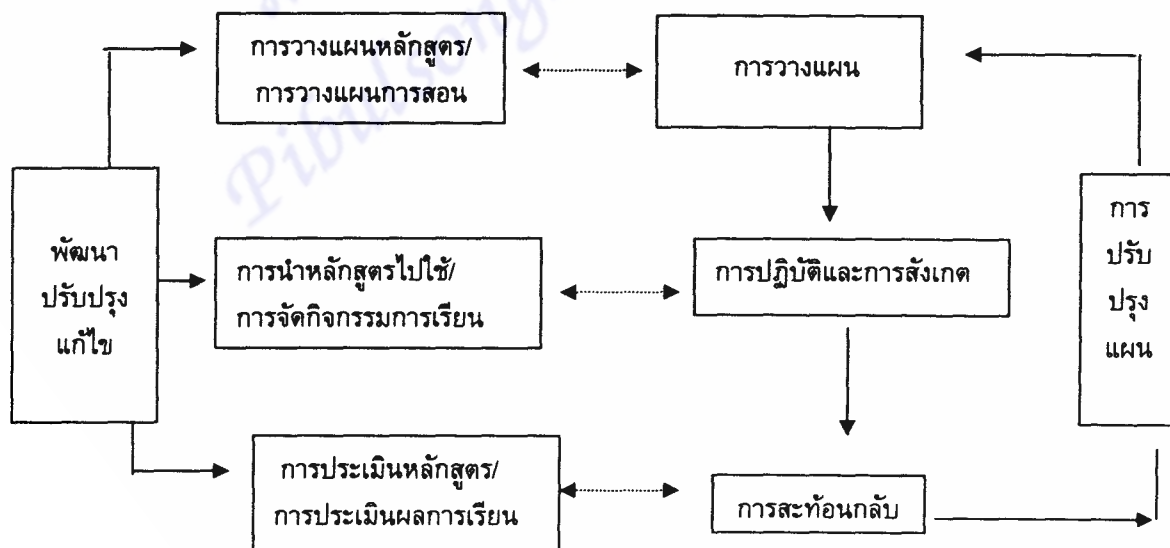 การวางแผนหลักสูตร/
การวางแผนการสอน
การวางแผน
พัฒนา
ปรับปรุง
แก้ไข
การนำหลักสูตรไปใช้/
การจัดกิจกรรมการเรียน
การปฏิบัติและการสังเกต
การ
ปรับ
ปรุง
แผน
การประเมินหลักสูตร/
การประเมินผลการเรียน
การสะท้อนกลับ